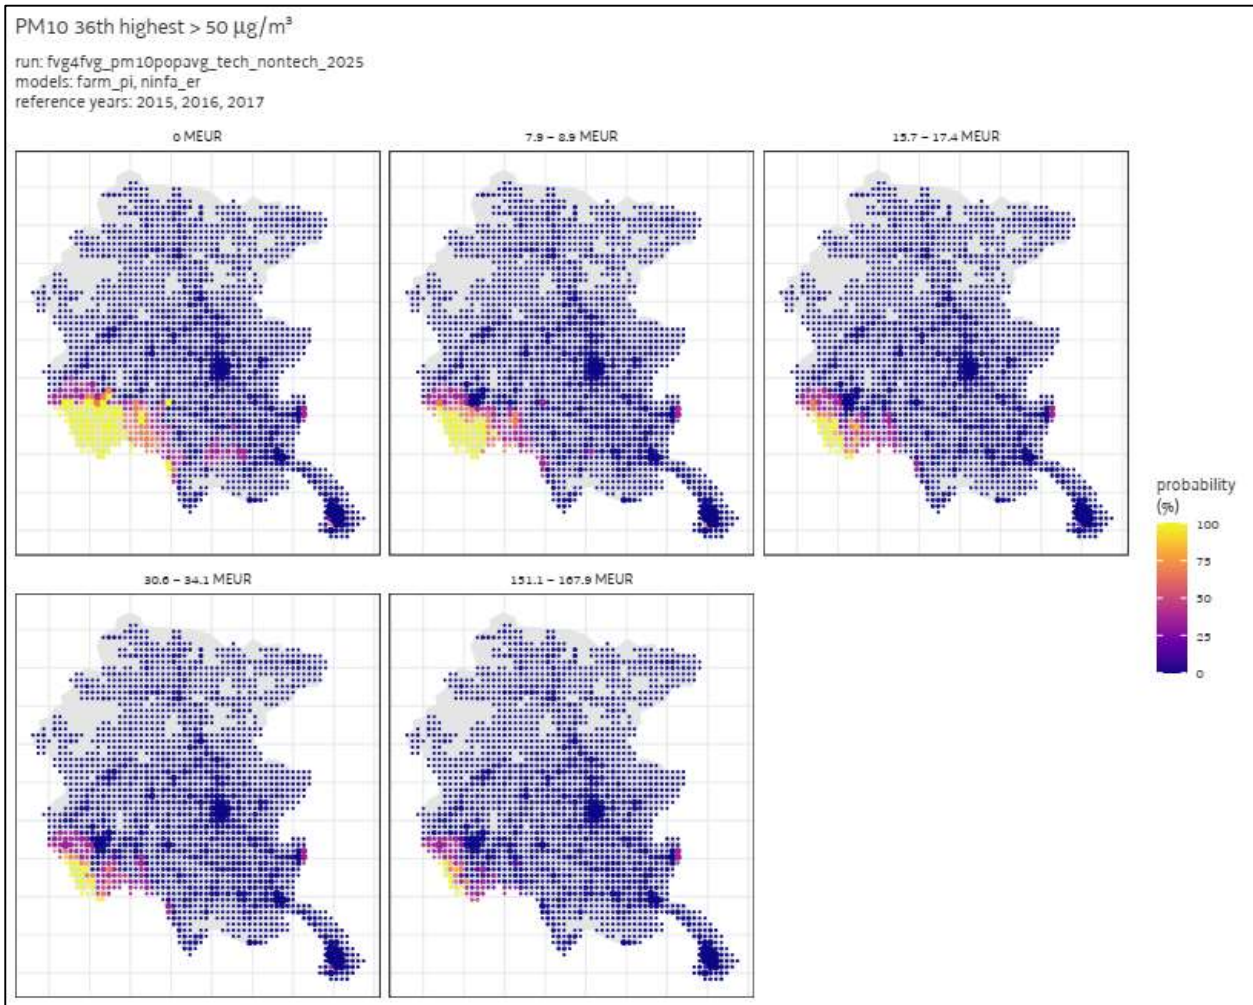 PM10 36th highest > 50 µg/m³
run: fvg4fvg_pm10popavg_tech_nontech_2025
models: farm_pi, ninfa_er
reference years: 2015, 2016, 2017
0 MEUR
7.9 – 8.9 MEUR
15.7 – 17.4 MEUR
30.6 – 34.1 MEUR
151.1 – 167.9 MEUR
probability
(%)
100
75
50
25
0